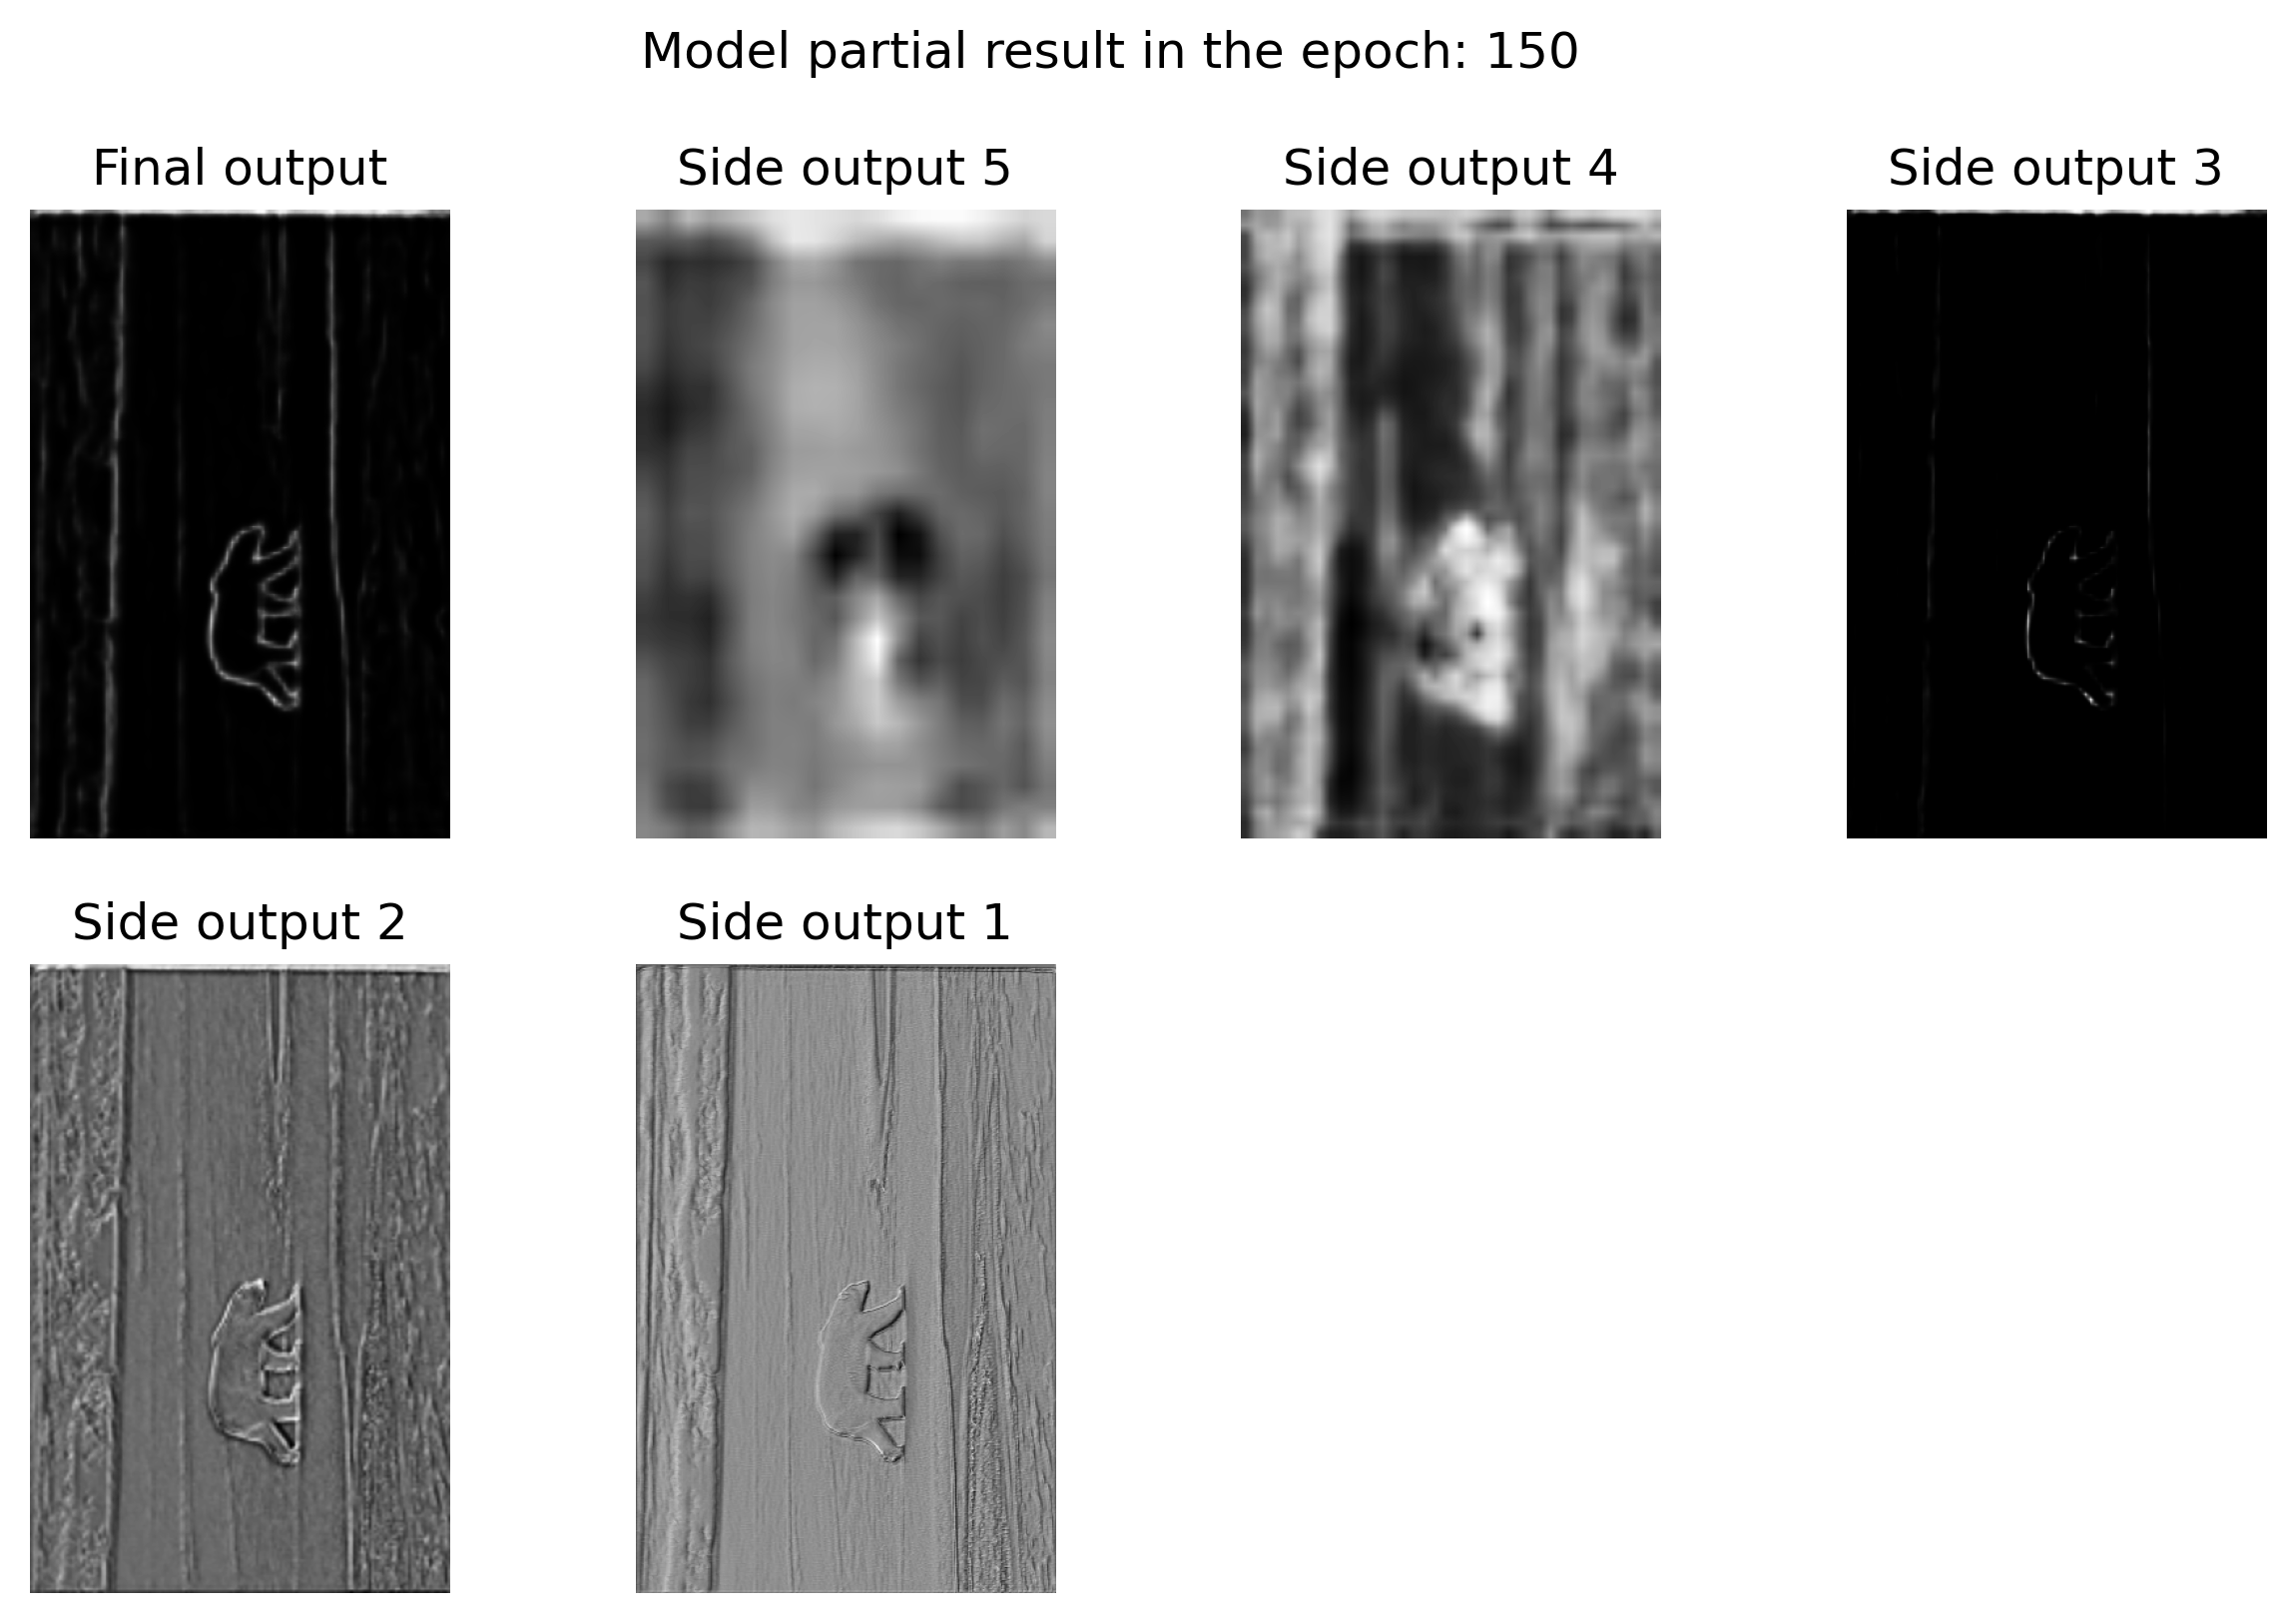 Model partial result in the epoch: 150
Final output
Side output 5
Side output 4
Side output 3
Side output 2
Side output 1